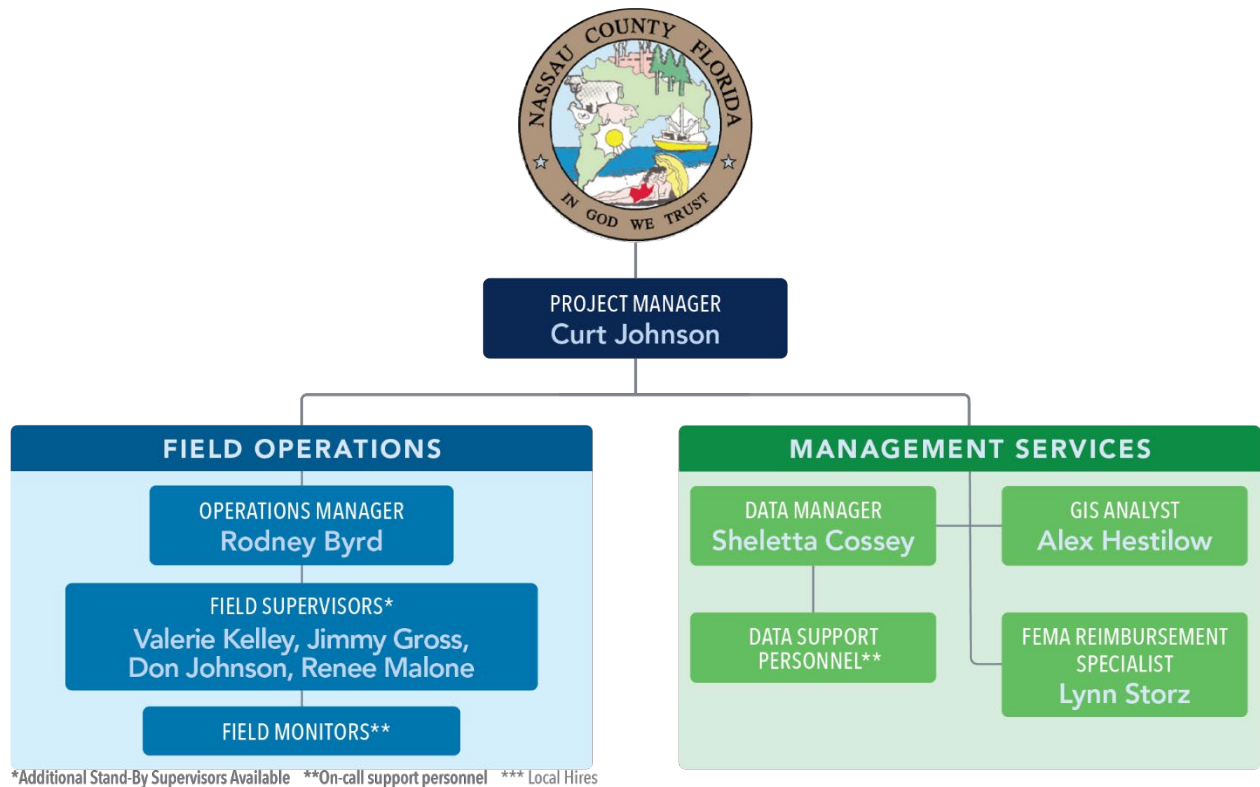 NASSAU COUNTY FLORIDA
IN GOD WE TRUST
PROJECT MANAGER
Curt Johnson
FIELD OPERATIONS
OPERATIONS MANAGER
Rodney Byrd
FIELD SUPERVISORS*
Valerie Kelley, Jimmy Gross,
Don Johnson, Renee Malone
FIELD MONITORS**
MANAGEMENT SERVICES
DATA MANAGER
Sheletta Cossey
GIS ANALYST
Alex Hestilow
DATA SUPPORT
PERSONNEL**
FEMA REIMBURSEMENT
SPECIALIST
Lynn Storz
*Additional Stand-By Supervisors Available **On-call support personnel *** Local Hires